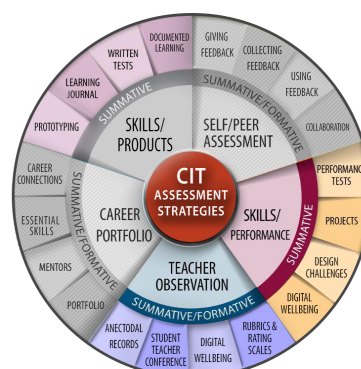 DOCUMENTED
LEARNING
WRITTEN
TESTS
LEARNING
JOURNAL
PROTOTYPING
SUMMATIVE
SKILLS/
PRODUCTS
GIVING
FEEDBACK
COLLECTING
FEEDBACK
USING
FEEDBACK
COLLABORATION
SUMMATIVE/FORMATIVE
SELF/PEER
ASSESSMENT
CIT
ASSESSMENT
STRATEGIES
PERFORMANCE
TESTS
PROJECTS
DESIGN
CHALLENGES
DIGITAL
WELLBEING
SUMMATIVE
SKILLS/
PERFORMANCE
CAREER
CONNECTIONS
ESSENTIAL
SKILLS
MENTORS
PORTFOLIO
SUMMATIVE/FORMATIVE
CAREER
PORTFOLIO
TEACHER
OBSERVATION
SUMMATIVE/FORMATIVE
ANECTODAL
RECORDS
STUDENT
TEACHER
CONFERENCE
DIGITAL
WELLBEING
RUBRICS &
RATING
SCALES